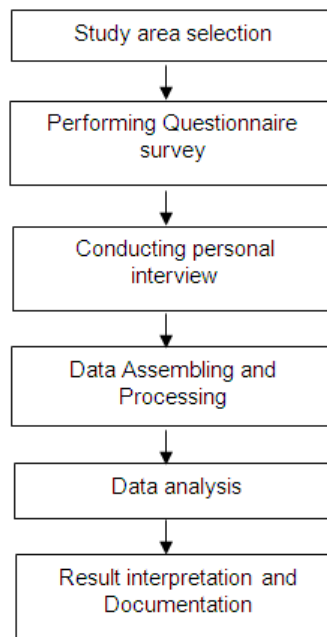 Study area selection
Performing Questionnaire
survey
Conducting personal
interview
Data Assembling and
Processing
Data analysis
Result interpretation and
Documentation